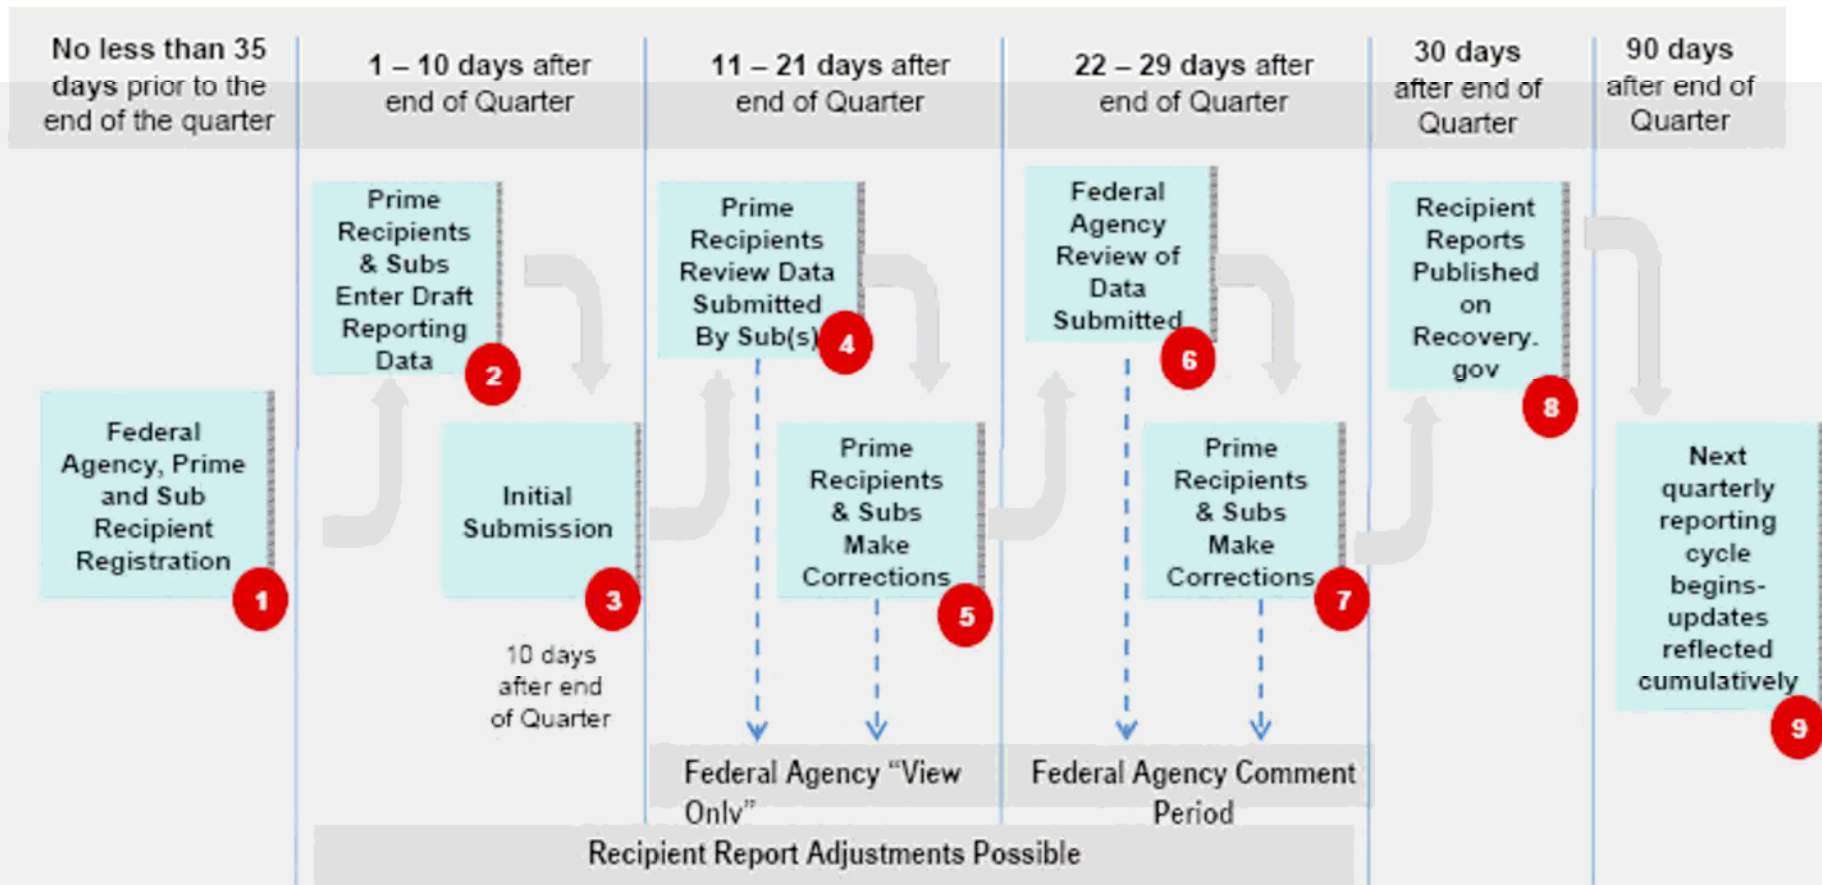 No less than 35
days prior to the
end of the quarter
1 – 10 days after
end of Quarter
11 – 21 days after
end of Quarter
22 – 29 days after
end of Quarter
30 days
after end of
Quarter
90 days
after end of
Quarter
Federal
Agency, Prime
and Sub
Recipient
Registration
1
Prime
Recipients
& Subs
Enter Draft
Reporting
Data
2
Initial
Submission
3
10 days
after end
of Quarter
Prime
Recipients
Review Data
Submitted
By Sub(s)
4
Prime
Recipients
& Subs
Make
Corrections
5
Federal
Agency
Review of
Data
Submitted
6
Prime
Recipients
& Subs
Make
Corrections
7
Recipient
Reports
Published
on
Recovery.
gov
8
Next
quarterly
reporting
cycle
begins-
updates
reflected
cumulatively
9
Federal Agency “View
Only”
Federal Agency Comment
Period
Recipient Report Adjustments Possible